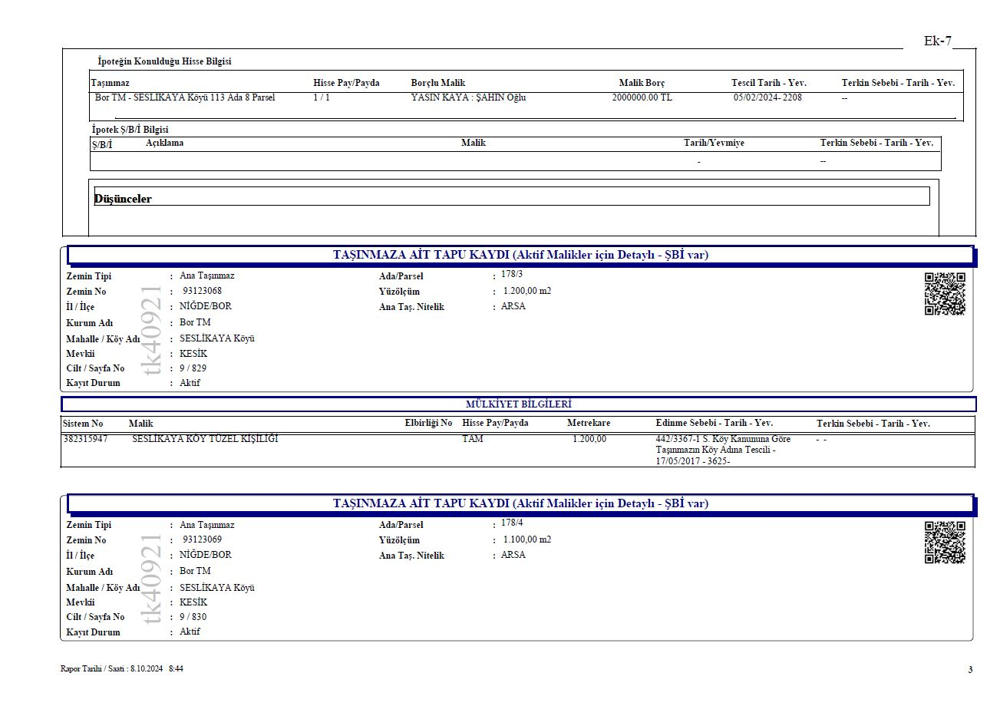 Ek-7
İpoteğin Konulduğu Hisse Bilgisi
Taşınmaz Hisse Pay/Payda Borçlu Malik Malik Borç Tescil Tarih - Yev. Terkin Sebebi - Tarih - Yev.
Bor TM - SESLİKAYA Köyü 113 Ada 8 Parsel 1 / 1 YASİN KAYA : ŞAHİN Oğlu 2000000.00 TL 05/02/2024- 2208 --
İpotek Ş/B/İ Bilgisi
Ş/B/İ Açıklama Malik Tarih/Yevmiye Terkin Sebebi - Tarih - Yev.
- --
Düşünceler
TAŞINMAZA AİT TAPU KAYDI (Aktif Malikler için Detaylı - ŞBİ var)
Zemin Tipi : Ana Taşınmaz Ada/Parsel : 178/3
Zemin No : 93123068 Yüzölçüm : 1.200,00 m2
İl / İlçe : NİĞDE/BOR Ana Taş. Nitelik : ARSA
Kurum Adı : Bor TM
Mahalle / Köy Adı : SESLİKAYA Köyü
Mevkii : KESİK
Cilt / Sayfa No : 9 / 829
Kayıt Durum : Aktif
tk40921
MÜLKİYET BİLGİLERİ
Sistem No Malik Elbirliği No Hisse Pay/Payda Metrekare Edinme Sebebi - Tarih - Yev. Terkin Sebebi - Tarih - Yev.
382315947 SESLİKAYA KÖY TÜZEL KİŞİLİĞİ TAM 1.200,00 442/3367-1 S. Köy Kanununa Göre - -
Taşınmazın Köy Adına Tescili -
17/05/2017 - 3625-
TAŞINMAZA AİT TAPU KAYDI (Aktif Malikler için Detaylı - ŞBİ var)
Zemin Tipi : Ana Taşınmaz Ada/Parsel : 178/4
Zemin No : 93123069 Yüzölçüm : 1.100,00 m2
İl / İlçe : NİĞDE/BOR Ana Taş. Nitelik : ARSA
Kurum Adı : Bor TM
Mahalle / Köy Adı : SESLİKAYA Köyü
Mevkii : KESİK
Cilt / Sayfa No : 9 / 830
Kayıt Durum : Aktif
tk40921
Rapor Tarihi / Saati : 8.10.2024 8:44 3